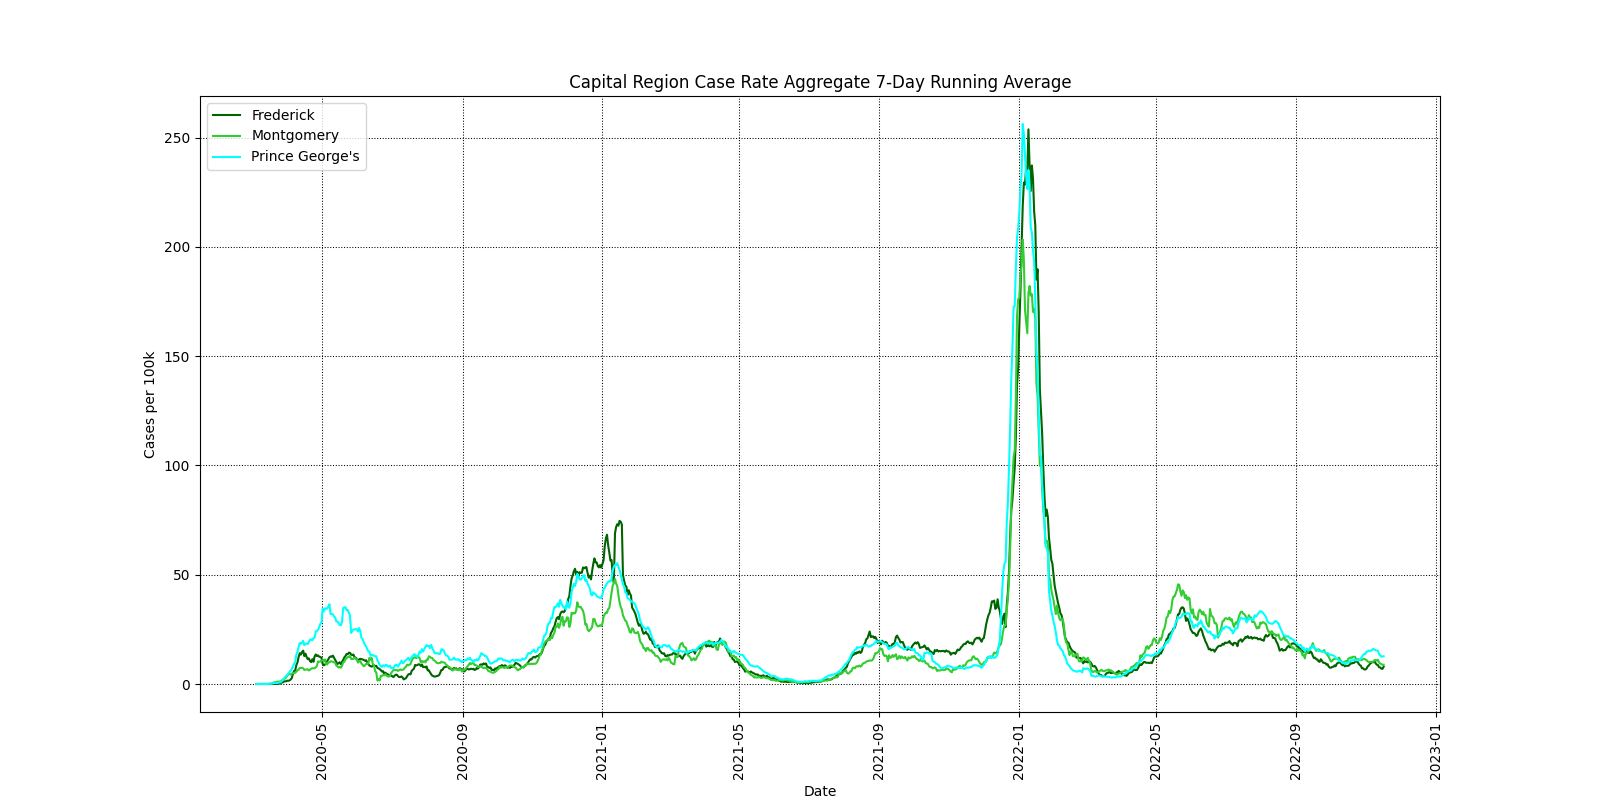 Capital Region Case Rate Aggregate 7-Day Running Average
Frederick
Montgomery
Prince George's
250
200
150
100
50
0
Cases per 100k
2020-05
2020-09
2021-01
2021-05
2021-09
2022-01
2022-05
2022-09
2023-01
Date